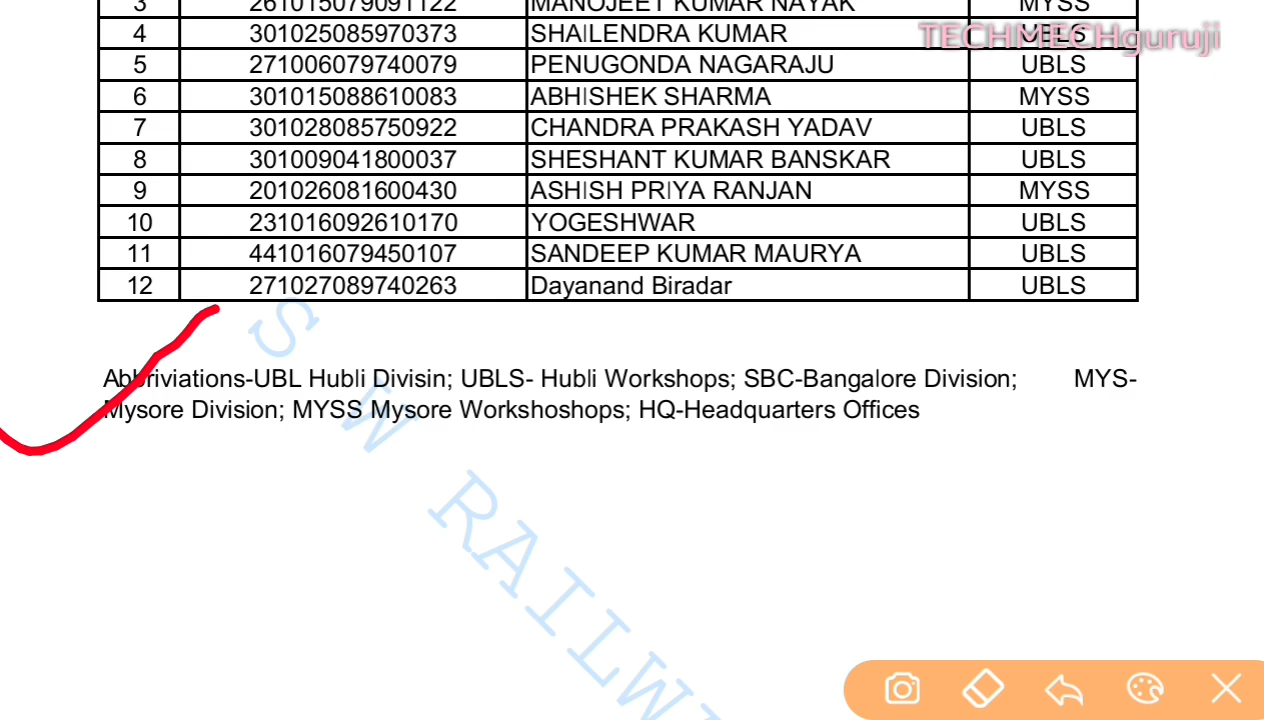 3 261015079091122 MANOJEET KUMAR NAYAK MYSS
4 301025085970373 SHAILENDRA KUMAR UBLS
TECHMECHguruji
5 271006079740079 PENUGONDA NAGARAJU UBLS
6 301015088610083 ABHISHEK SHARMA MYSS
7 301028085750922 CHANDRA PRAKASH YADAV UBLS
8 301009041800037 SHESHANT KUMAR BANSKAR UBLS
9 201026081600430 ASHISH PRIYA RANJAN MYSS
10 231016092610170 YOGESHWAR UBLS
11 441016079450107 SANDEEP KUMAR MAURYA UBLS
12 271027089740263 Dayanand Biradar UBLS
Abbriviations-UBL Hubli Divisin; UBLS- Hubli Workshops; SBC-Bangalore Division; MYS-
Mysore Division; MYSS Mysore Workshoshops; HQ-Headquarters Offices
S W RAILW